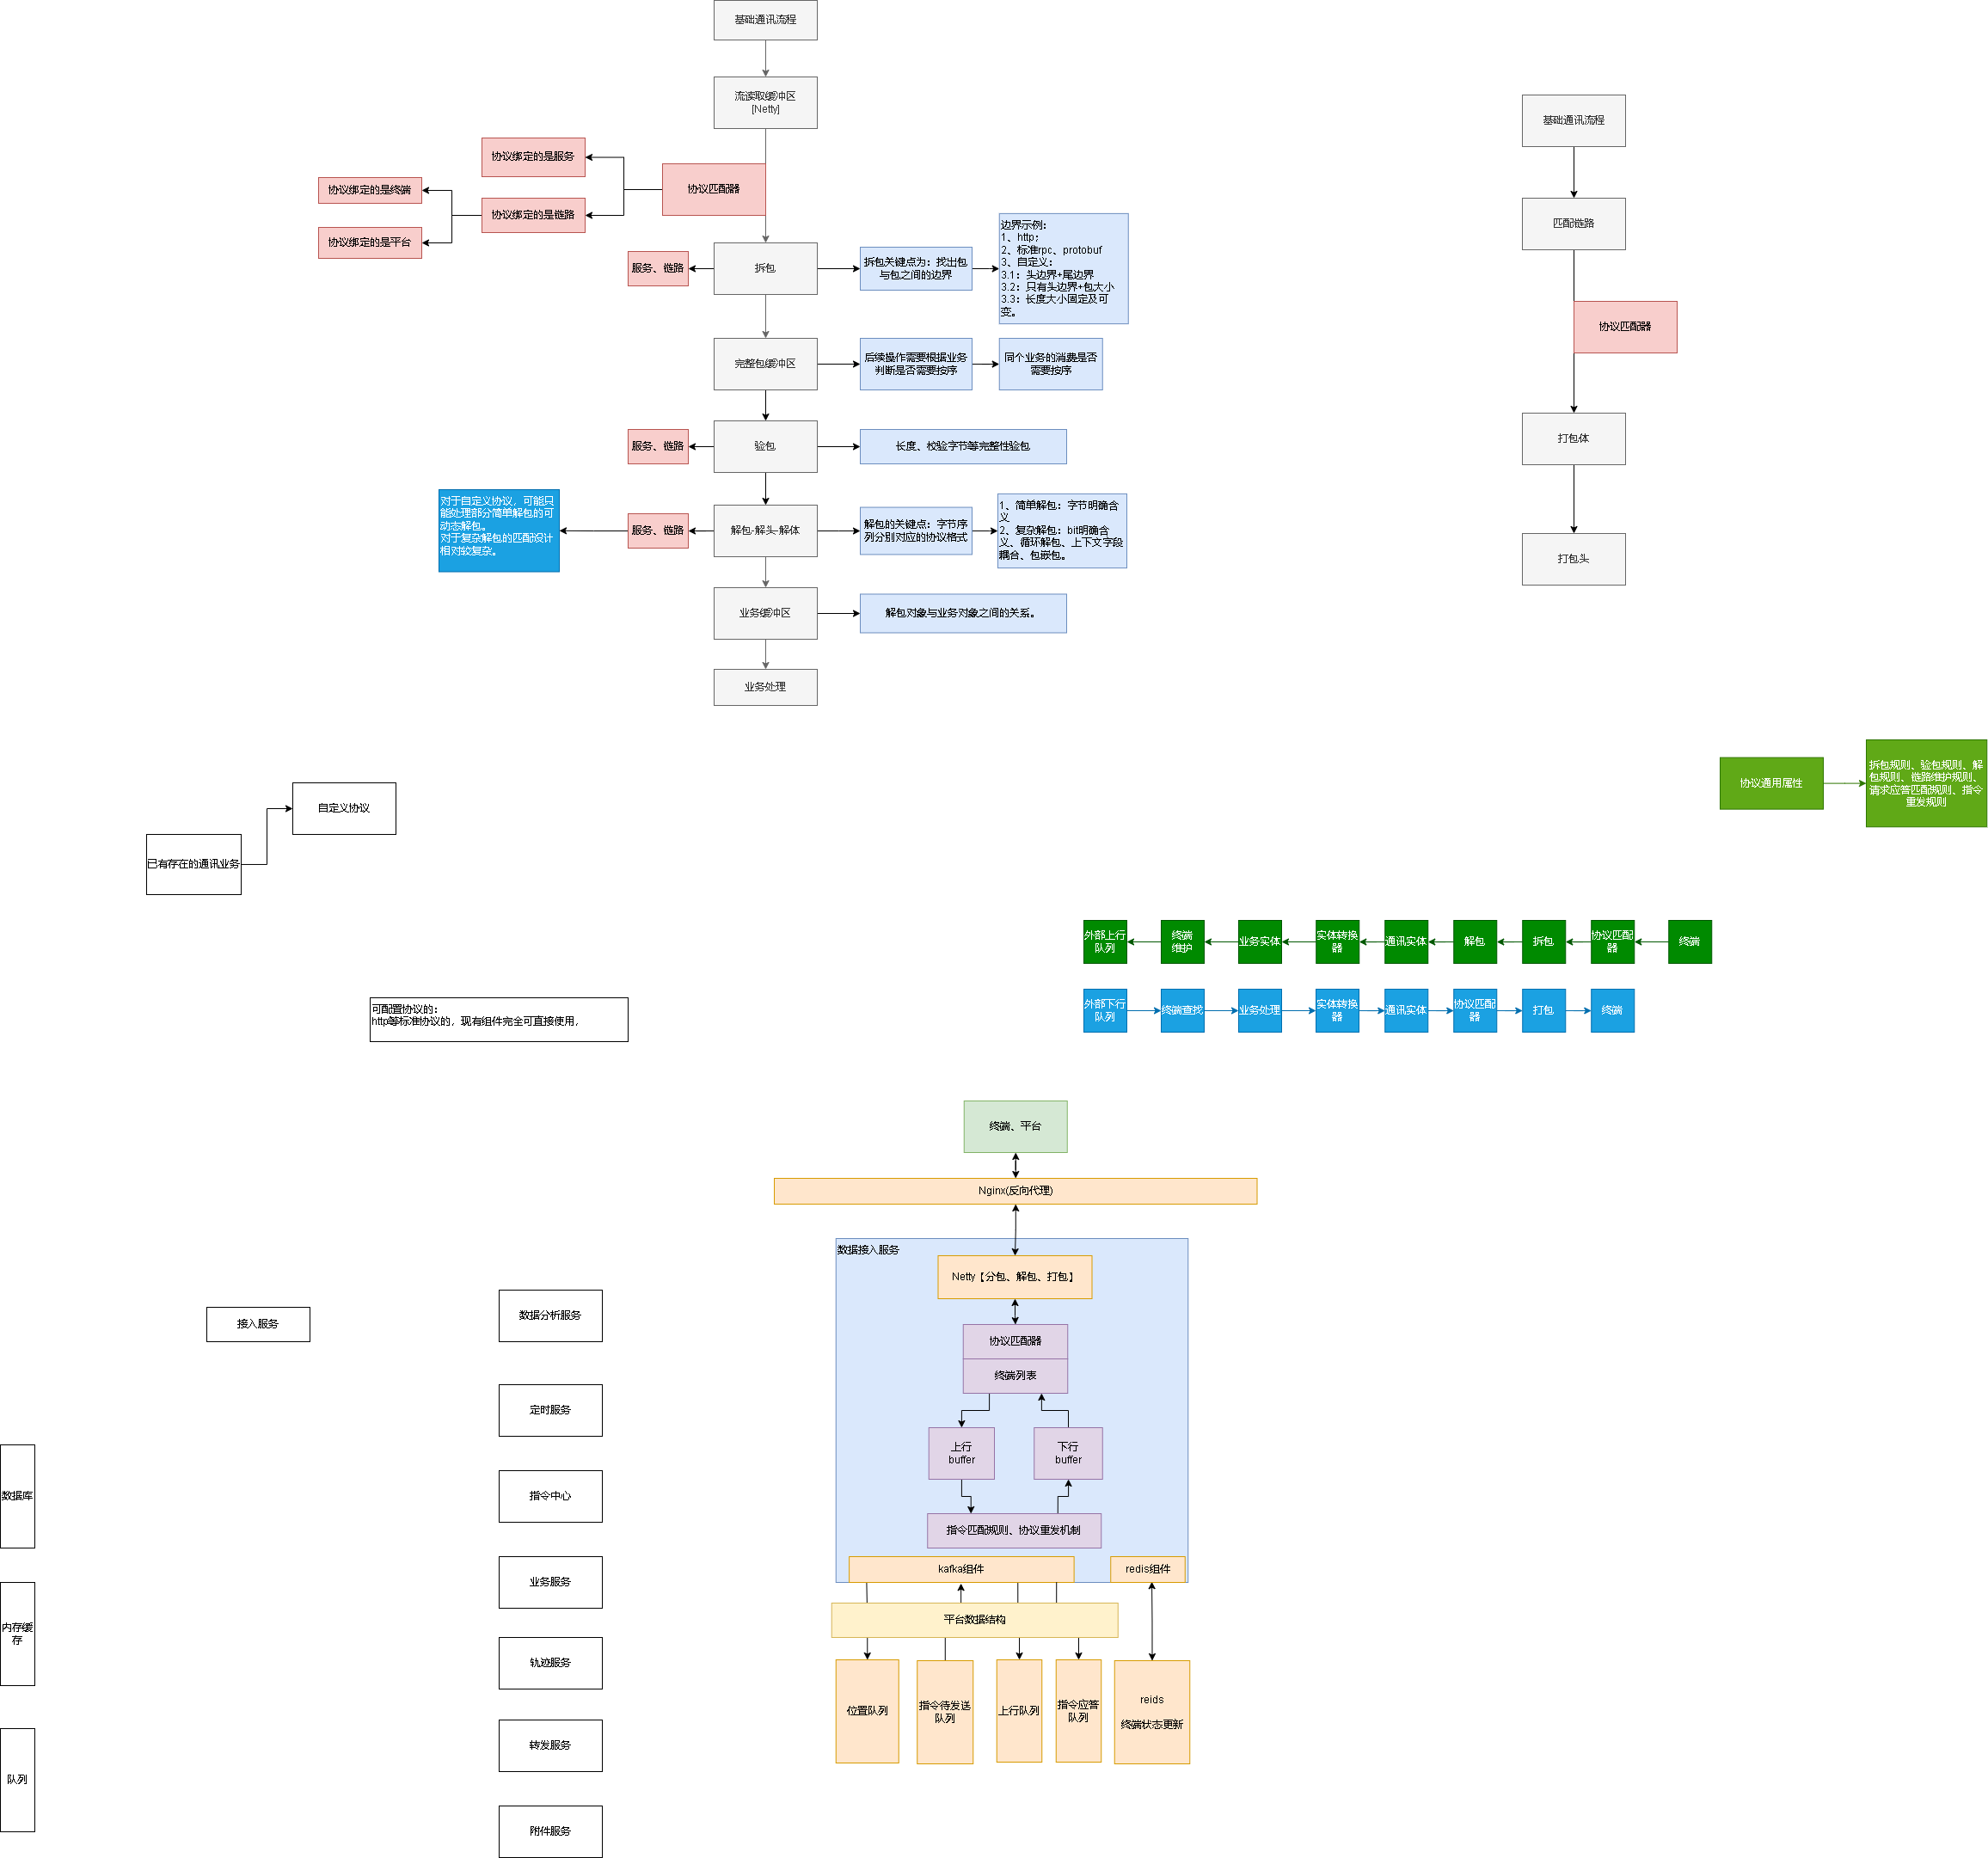 基础通讯流程
流读取缓冲区
[Netty]
协议匹配器
协议绑定的是服务
协议绑定的是链路
协议绑定的是终端
协议绑定的是平台
服务、链路
拆包
拆包关键点为：找出包
与包之间的边界
边界示例：
1、http；
2、标准rpc、protobuf
3、自定义：
3.1：头边界+尾边界
3.2：只有头边界+包大小
3.3：长度大小固定及可
变。
完整包缓冲区
后续操作需要根据业务
判断是否需要按序
同个业务的消费是否
需要按序
服务、链路
验包
长度、校验字节等完整性验包
对于自定义协议，可能只
能处理部分简单解包的可
动态解包。
对于复杂解包的匹配设计
相对较复杂。
服务、链路
解包-解头-解体
解包的关键点：字节序
列分别对应的协议格式
1、简单解包：字节明确含
义
2、复杂解包：bit明确含
义、循环解包、上下文字段
耦合、包嵌包。
业务缓冲区
解包对象与业务对象之间的关系。
业务处理
基础通讯流程
匹配链路
协议匹配器
打包体
打包头
协议通用属性
拆包规则、验包规则、解
包规则、链路维护规则、
请求应答匹配规则、指令
重发规则
自定义协议
已有存在的通讯业务
外部上行
队列
终端
维护
业务实体
实体转换
器
通讯实体
解包
拆包
协议匹配
器
终端
外部下行
队列
终端查找
业务处理
实体转换
器
通讯实体
协议匹配
器
打包
终端
可配置协议的：
http等标准协议的，现有组件完全可直接使用，
终端、平台
Nginx(反向代理)
数据接入服务
Netty【分包、解包、打包】
协议匹配器
终端列表
上行
buffer
下行
buffer
指令匹配规则、协议重发机制
kafka组件
redis组件
平台数据结构
位置队列
指令待发送
队列
上行队列
指令应答
队列
reids
终端状态更新
接入服务
数据分析服务
定时服务
指令中心
业务服务
轨迹服务
转发服务
附件服务
数据库
内存缓
存
队列